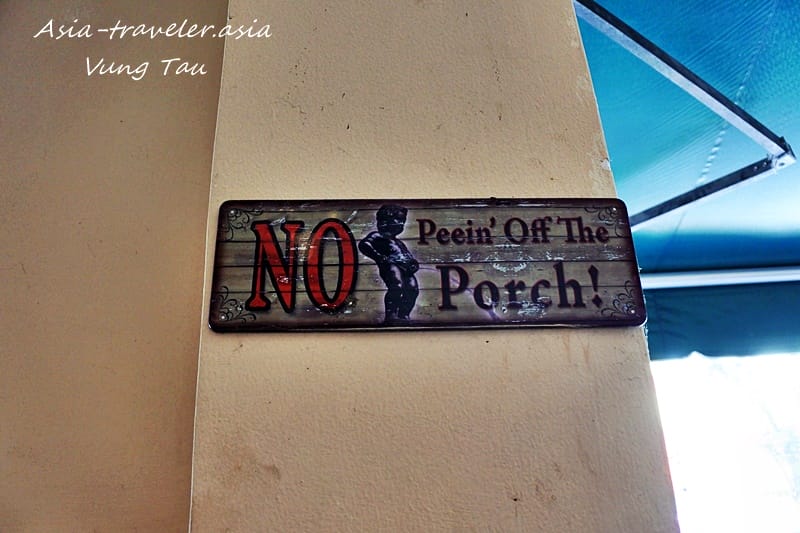 Asia-traveler.asia
Vung Tau
NO Peein' Off The
Porch!